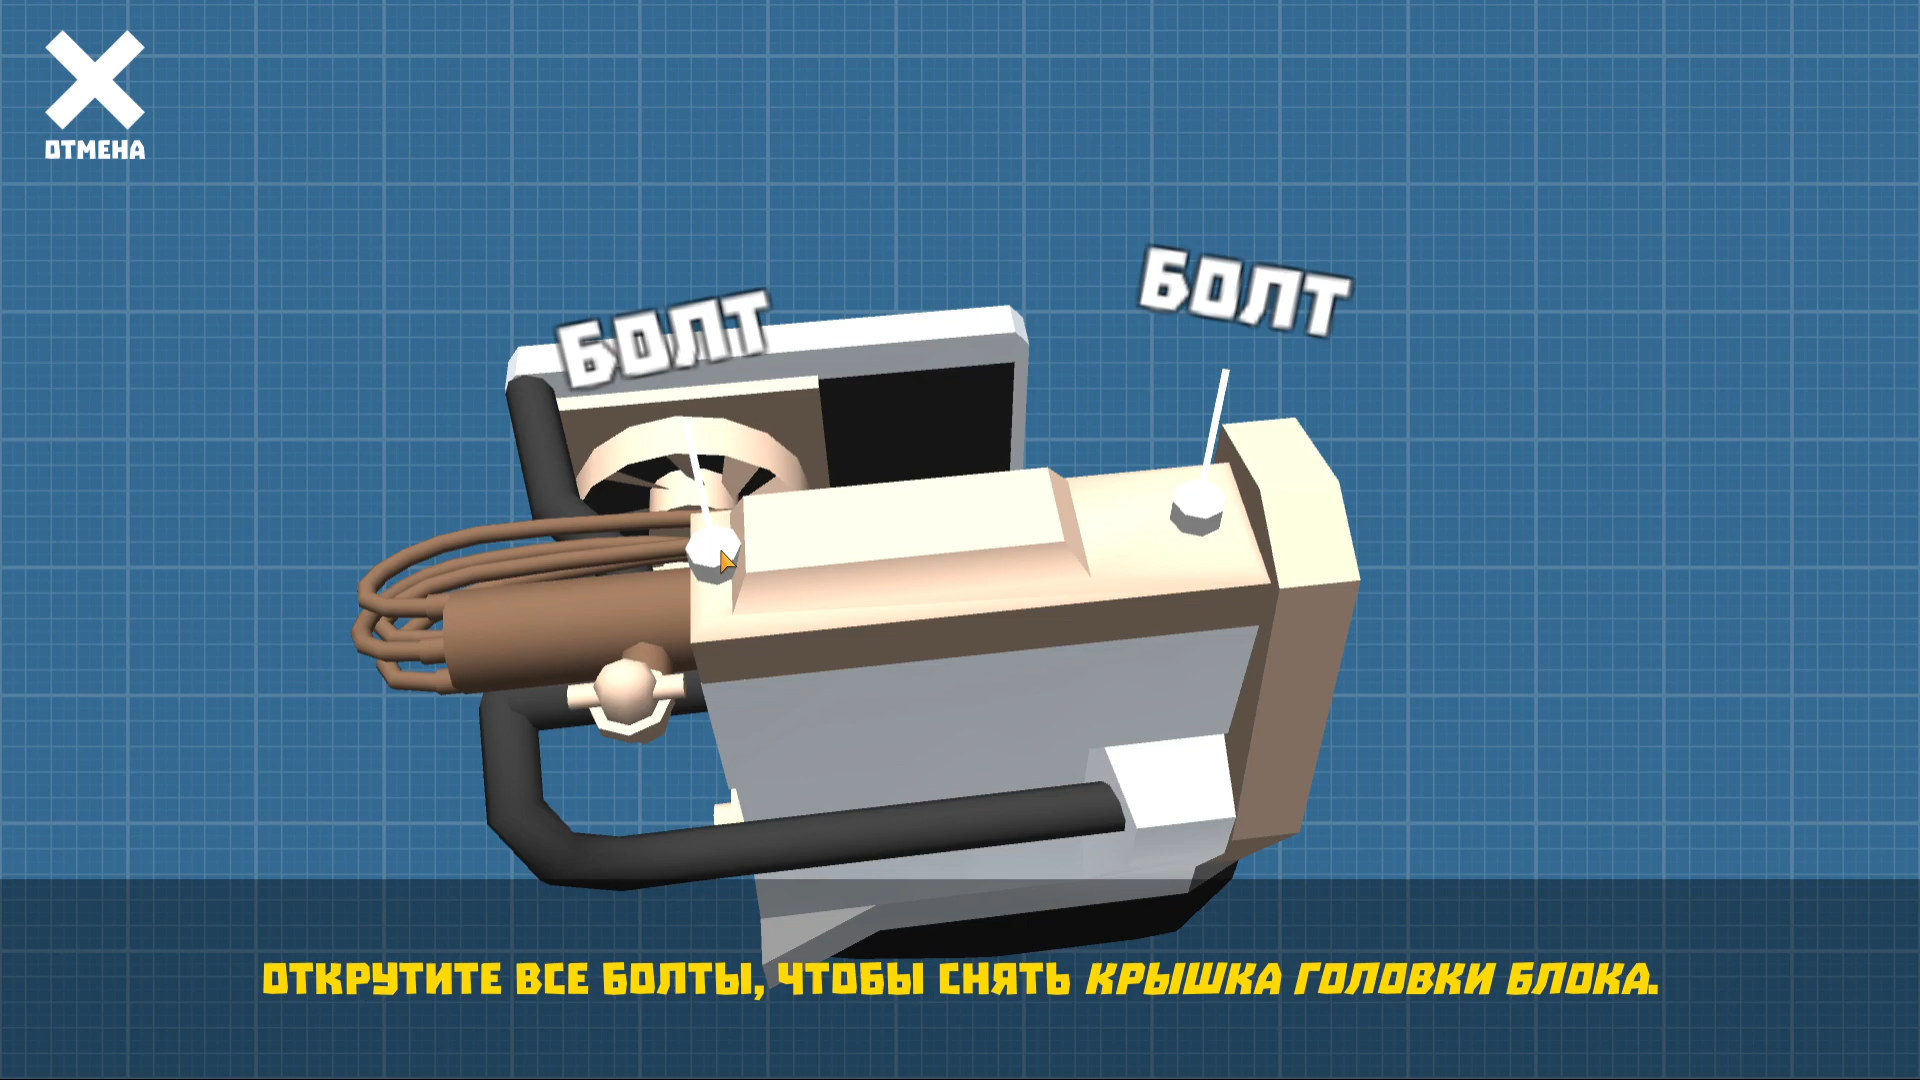 ОТМЕНА
БОЛТ
БОЛТ
ОТКРУТИТЕ ВСЕ БОЛТЫ, ЧТОБЫ СНЯТЬ КРЫШКА ГОЛОВКИ БЛОКА.